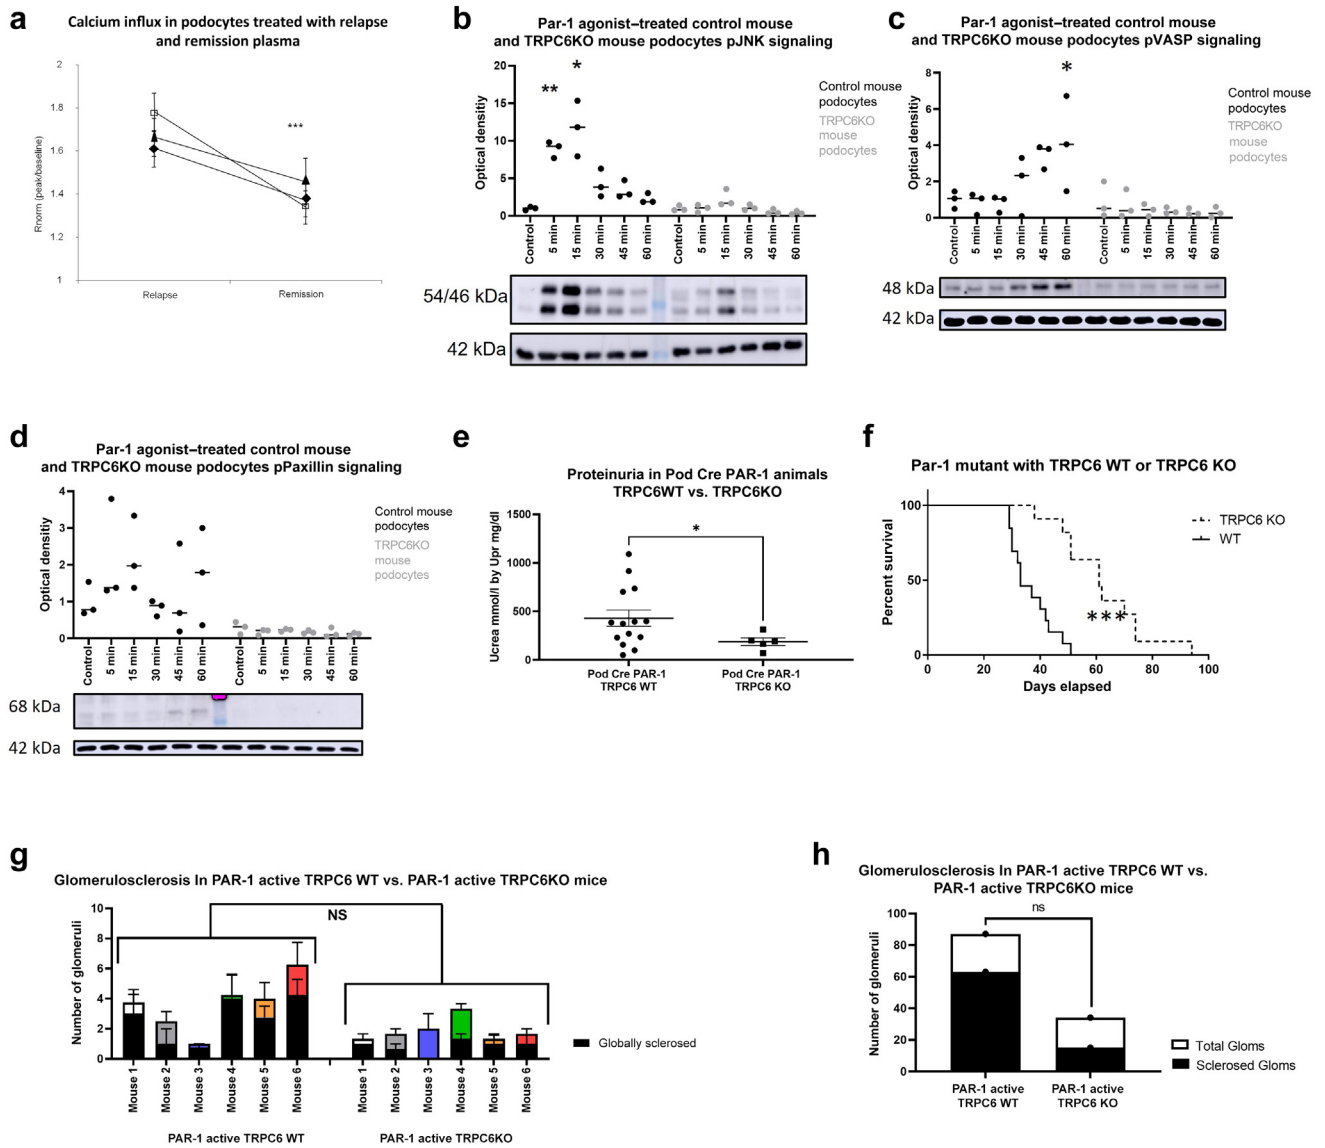 a
Calcium influx in podocytes treated with relapse
and remission plasma
Rnorm (peak/baseline)
2
1.8
1.6
1.4
1.2
1
***
Relapse
Remission
b
Par-1 agonist–treated control mouse
and TRPC6KO mouse podocytes pJNK signaling
Optical densitiy
20
15
10
5
0
**
*
Control mouse
podocytes
TRPC6KO
mouse
podocytes
Control
5 min
15 min
30 min
45 min
60 min
Control
5 min
15 min
30 min
45 min
60 min
54/46 kDa
42 kDa
c
Par-1 agonist–treated control mouse
and TRPC6KO mouse podocytes pVASP signaling
Optical densitiy
8
6
4
2
0
*
Control mouse
podocytes
TRPC6KO
mouse
podocytes
Control
5 min
15 min
30 min
45 min
60 min
Control
5 min
15 min
30 min
45 min
60 min
48 kDa
42 kDa
d
Par-1 agonist–treated control mouse
and TRPC6KO mouse podocytes pPaxillin signaling
Optical densitiy
4
3
2
1
0
Control mouse
podocytes
TRPC6KO
mouse
podocytes
Control
5 min
15 min
30 min
45 min
60 min
Control
5 min
15 min
30 min
45 min
60 min
68 kDa
42 kDa
e
Proteinuria in Pod Cre PAR-1 animals
TRPC6WT vs. TRPC6KO
Ucrea mmol/l by Upr mg/dl
1500
1000
500
0
*
Pod Cre PAR-1
TRPC6 WT
Pod Cre PAR-1
TRPC6 KO
f
Par-1 mutant with TRPC6 WT or TRPC6 KO
Percent survival
100
50
0
***
TRPC6 KO
WT
0
20
40
60
80
100
Days elapsed
g
Glomerulosclerosis In PAR-1 active TRPC6 WT vs. PAR-1 active TRPC6KO mice
Number of glomeruli
10
8
6
4
2
0
NS
Globally sclerosed
Mouse 1
Mouse 2
Mouse 3
Mouse 4
Mouse 5
Mouse 6
Mouse 1
Mouse 2
Mouse 3
Mouse 4
Mouse 5
Mouse 6
PAR-1 active TRPC6 WT
PAR-1 active TRPC6KO
h
Glomerulosclerosis In PAR-1 active TRPC6 WT vs.
PAR-1 active TRPC6KO mice
Number of glomeruli
100
80
60
40
20
0
ns
Total Gloms
Sclerosed Gloms
PAR-1 active
TRPC6 WT
PAR-1 active
TRPC6 KO